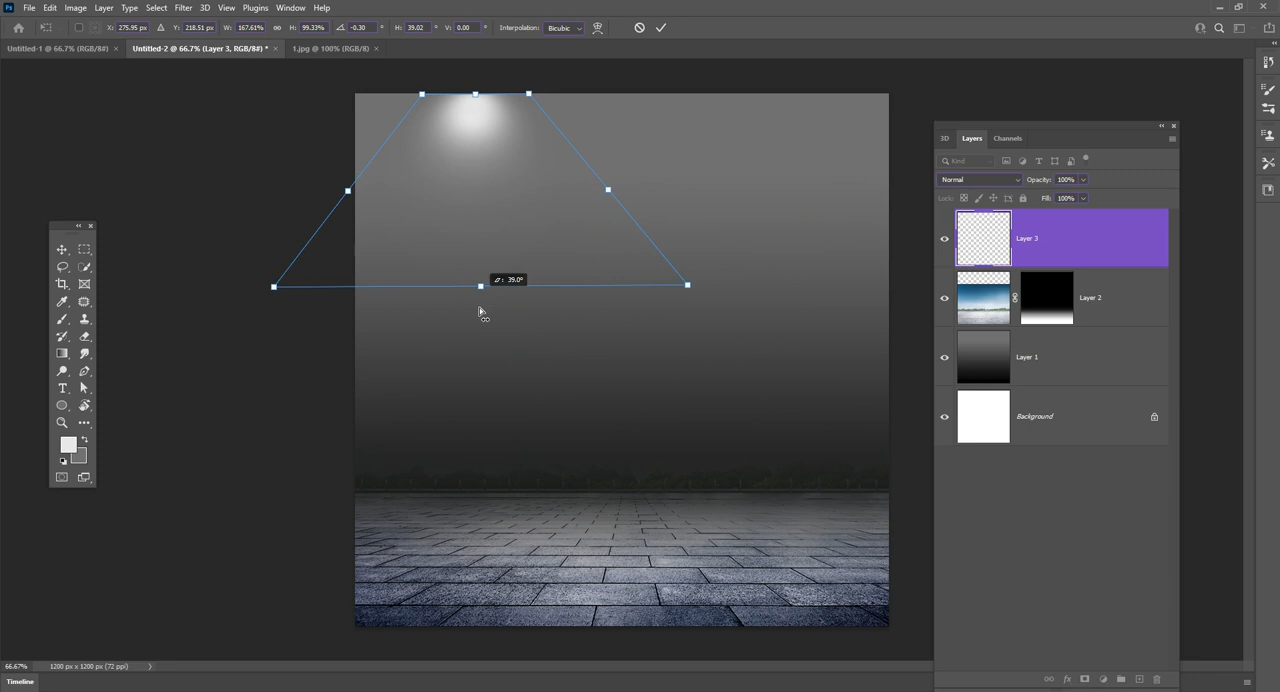 Ps File Edit Image Layer Type Select Filter 3D View Plugins Window Help
X: 275.95 px Y: 218.51 px W: 167.61% H: 99.33% -0.30 ° H: 39.02 ° V: 0.00 ° Interpolation: Bicubic
Untitled-1 @ 66.7% (RGB/8#) × Untitled-2 @ 66.7% (Layer 3, RGB/8#) * × 1.jpg @ 100% (RGB/8) ×
3D Layers Channels
Kind
Normal Opacity: 100%
Lock: Fill: 100%
Layer 3
39.0°
Layer 2
Layer 1
Background
66.67% 1200 px x 1200 px (72 ppi)
Timeline